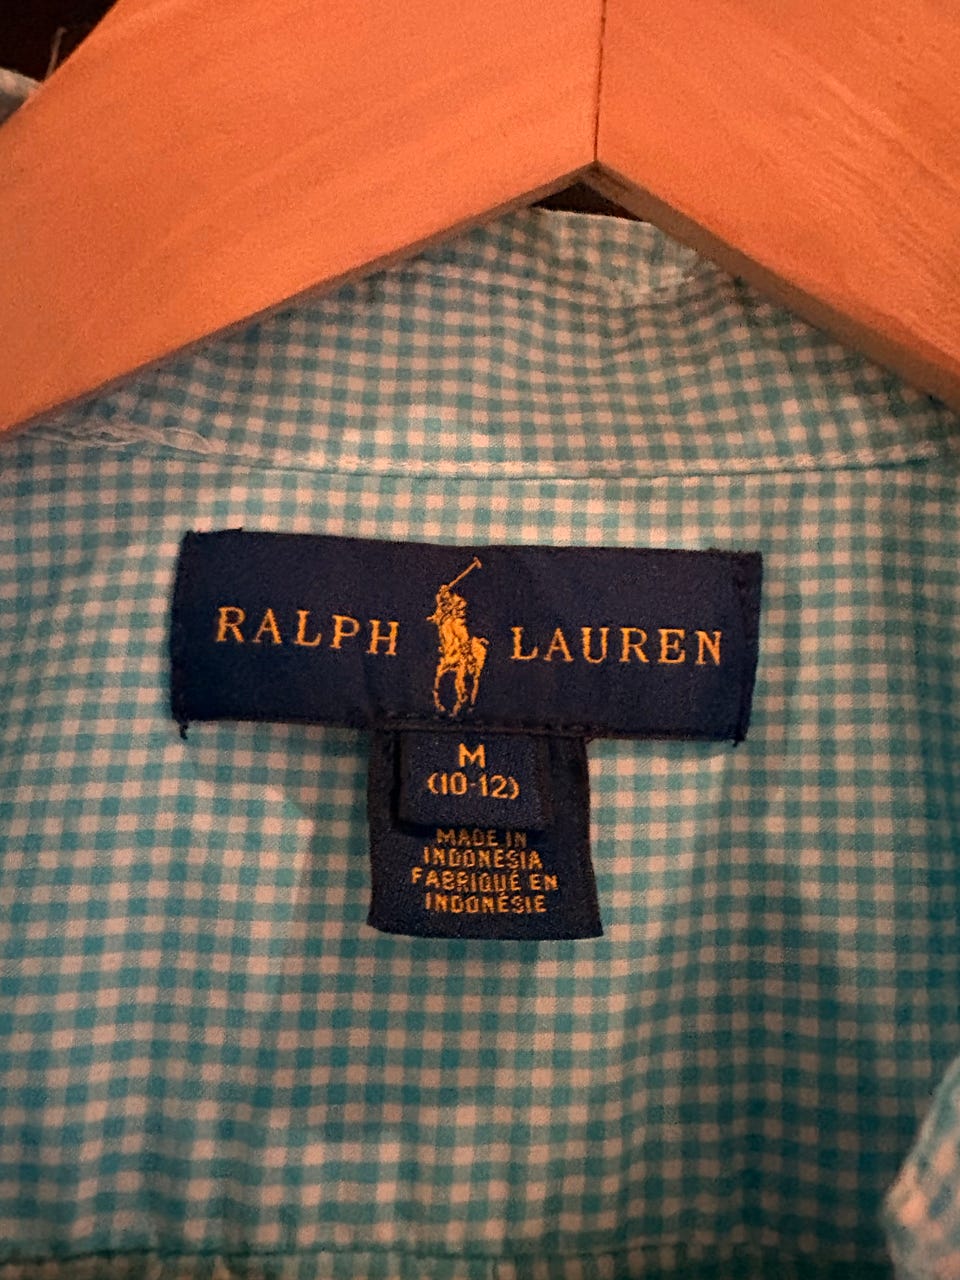 RALPH LAUREN
M
(10-12)
MADE IN
INDONESIA
FABRIQUÉ EN
INDONÉSIE